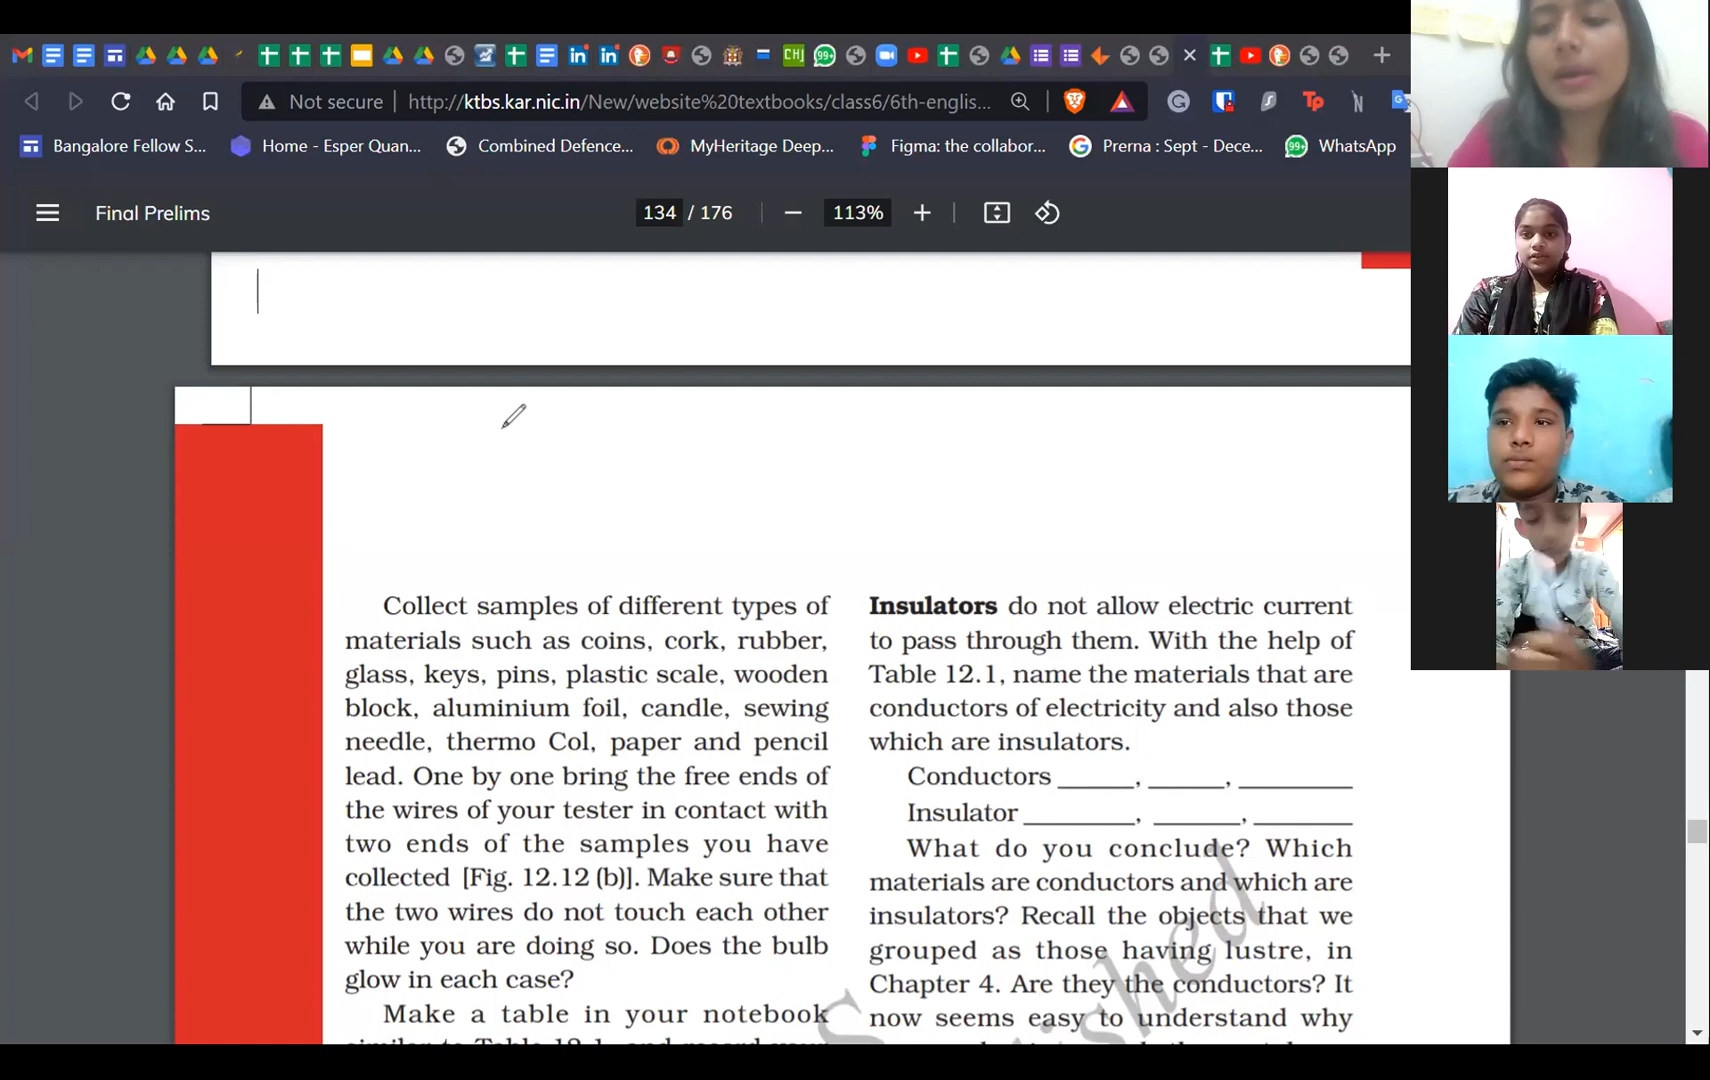 CHJ
99+
Not secure
http://ktbs.kar.nic.in/New/website%20textbooks/class6/6th-englis...
Tp
Bangalore Fellow S...
Home - Esper Quan...
Combined Defence...
MyHeritage Deep...
Figma: the collabor...
Prerna : Sept - Dece...
99+
WhatsApp
Final Prelims
134 / 176
113%
Collect samples of different types of
materials such as coins, cork, rubber,
glass, keys, pins, plastic scale, wooden
block, aluminium foil, candle, sewing
needle, thermo Col, paper and pencil
lead. One by one bring the free ends of
the wires of your tester in contact with
two ends of the samples you have
collected [Fig. 12.12 (b)]. Make sure that
the two wires do not touch each other
while you are doing so. Does the bulb
glow in each case?
Make a table in your notebook
Insulators do not allow electric current
to pass through them. With the help of
Table 12.1, name the materials that are
conductors of electricity and also those
which are insulators.
Conductors ______, ______, _________
Insulator _________, _______, ________
What do you conclude? Which
materials are conductors and which are
insulators? Recall the objects that we
grouped as those having lustre, in
Chapter 4. Are they the conductors? It
now seems easy to understand why